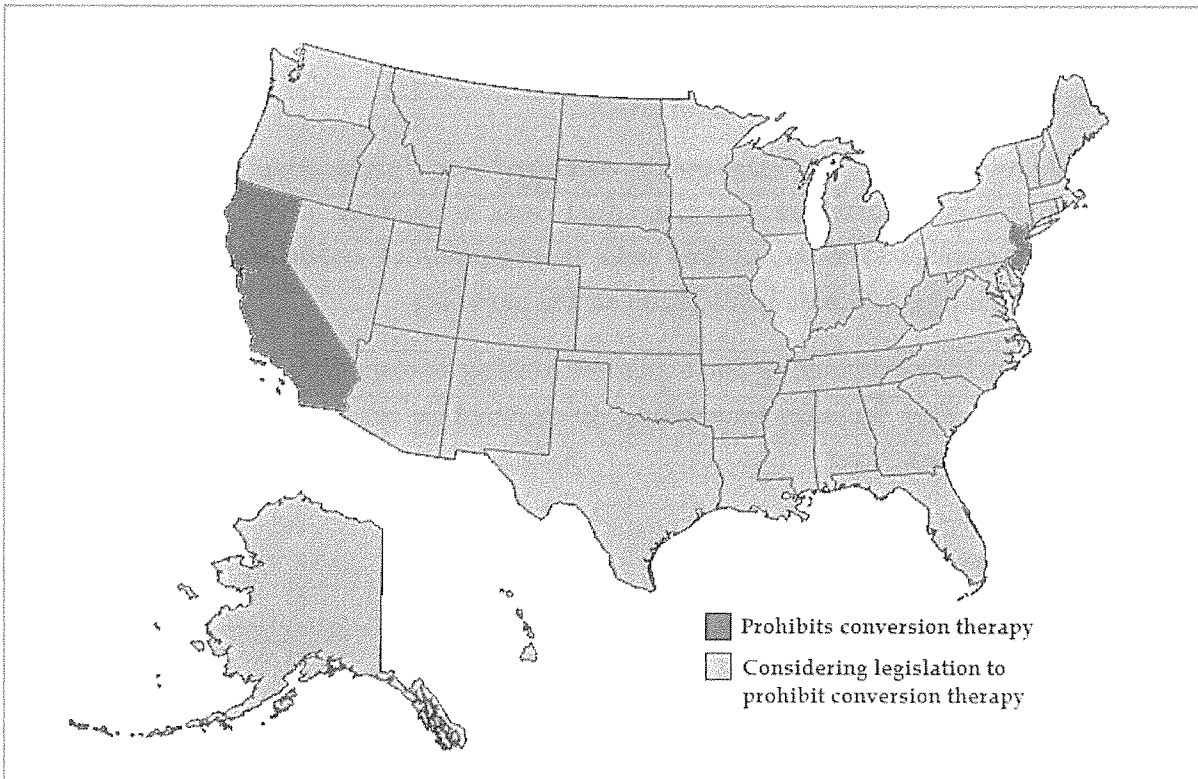 Prohibits conversion therapy
Considering legislation to
prohibit conversion therapy